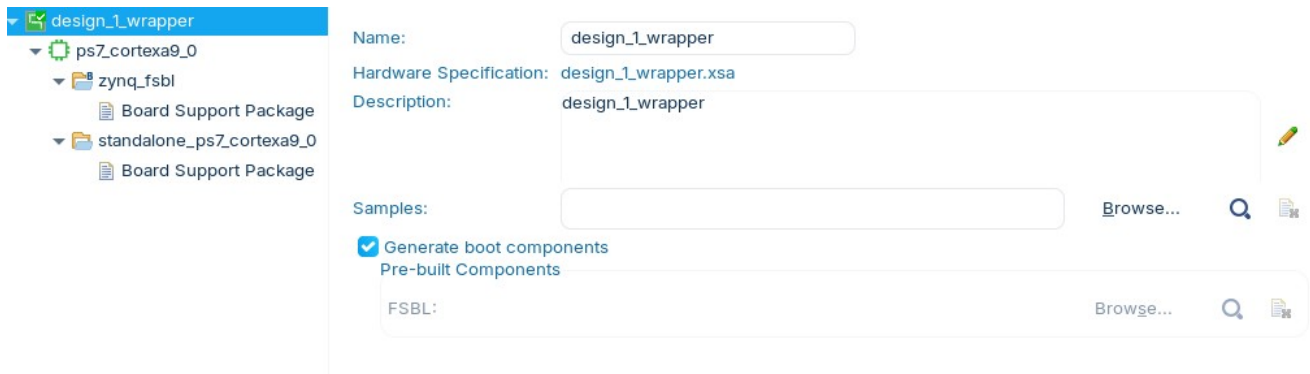 design_1_wrapper
ps7_cortexa9_0
zynq_fsbl
Board Support Package
standalone_ps7_cortexa9_0
Board Support Package
Name: design_1_wrapper
Hardware Specification: design_1_wrapper.xsa
Description: design_1_wrapper
Samples: Browse...
Generate boot components
Pre-built Components
FSBL: Browse...